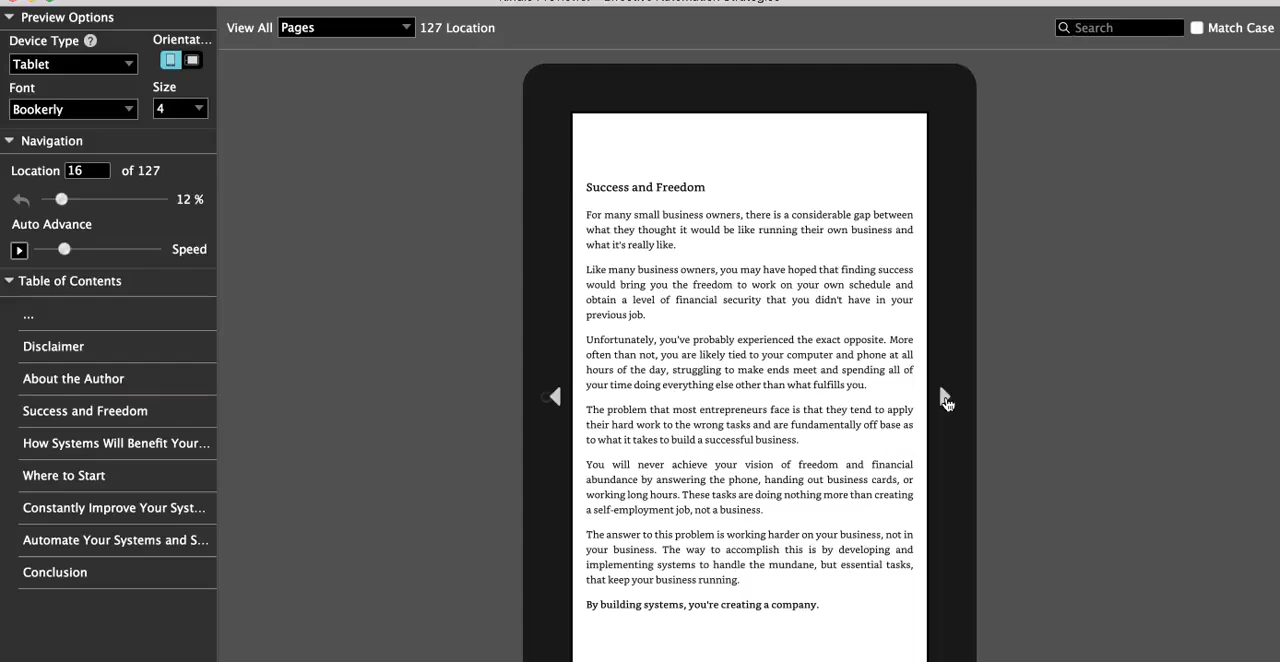 Preview Options
Device Type ?
Orientat...
Tablet
Font
Size
Bookerly
4
Navigation
Location 16 of 127
12 %
Auto Advance
Speed
Table of Contents
...
Disclaimer
About the Author
Success and Freedom
How Systems Will Benefit Your...
Where to Start
Constantly Improve Your Syst...
Automate Your Systems and S...
Conclusion
View All Pages 127 Location
Search
Match Case
Success and Freedom
For many small business owners, there is a considerable gap between
what they thought it would be like running their own business and
what it's really like.
Like many business owners, you may have hoped that finding success
would bring you the freedom to work on your own schedule and
obtain a level of financial security that you didn't have in your
previous job.
Unfortunately, you've probably experienced the exact opposite. More
often than not, you are likely tied to your computer and phone at all
hours of the day, struggling to make ends meet and spending all of
your time doing everything else other than what fulfills you.
The problem that most entrepreneurs face is that they tend to apply
their hard work to the wrong tasks and are fundamentally off base as
to what it takes to build a successful business.
You will never achieve your vision of freedom and financial
abundance by answering the phone, handing out business cards, or
working long hours. These tasks are doing nothing more than creating
a self-employment job, not a business.
The answer to this problem is working harder on your business, not in
your business. The way to accomplish this is by developing and
implementing systems to handle the mundane, but essential tasks,
that keep your business running.
By building systems, you're creating a company.